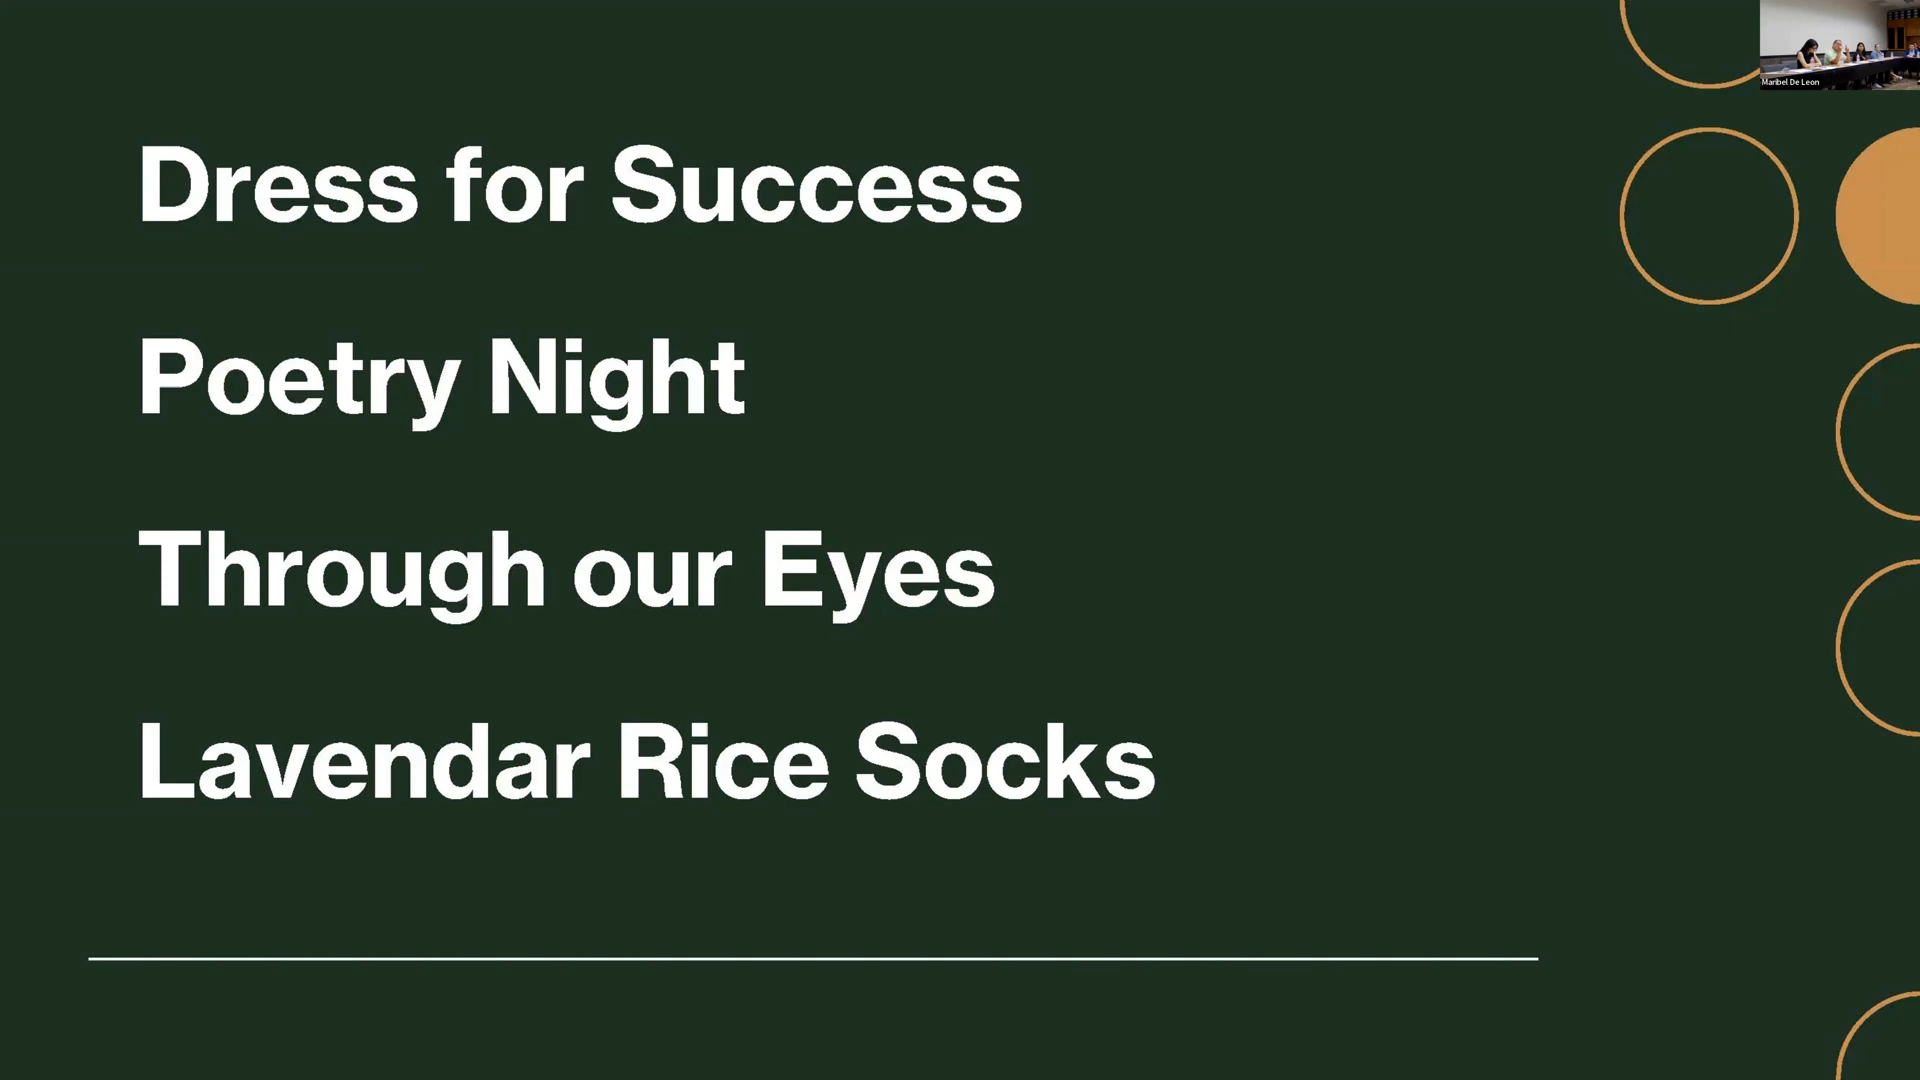 Dress for Success
Poetry Night
Through our Eyes
Lavendar Rice Socks
Maribel De Leon